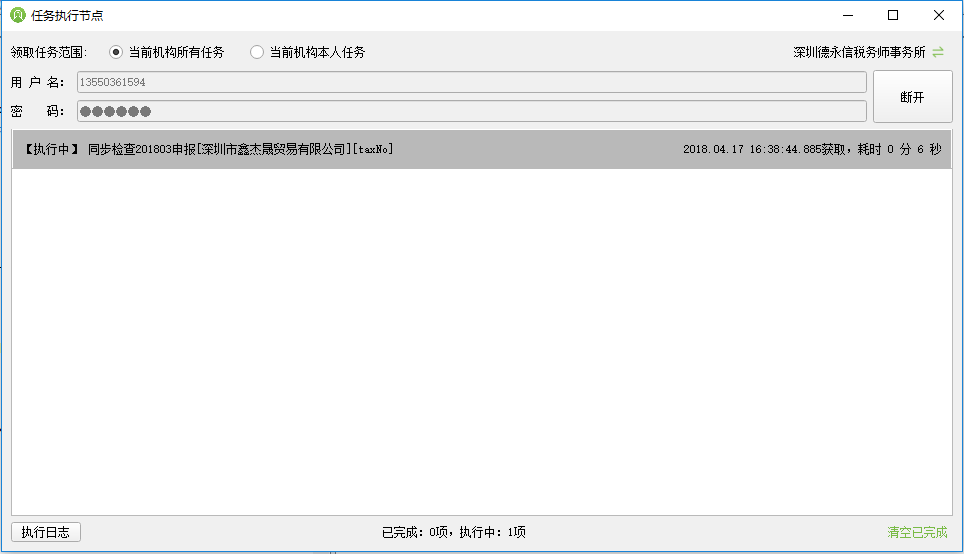 任务执行节点
领取任务范围: 当前机构所有任务 当前机构本人任务 深圳德永信税务师事务所
用 户 名: 13550361594
密 码: ●●●●●●
断开
【执行中】 同步检查201803申报[深圳市鑫杰晟贸易有限公司][taxNo] 2018.04.17 16:38:44.885获取，耗时 0 分 6 秒
执行日志 已完成: 0项，执行中: 1项 清空已完成